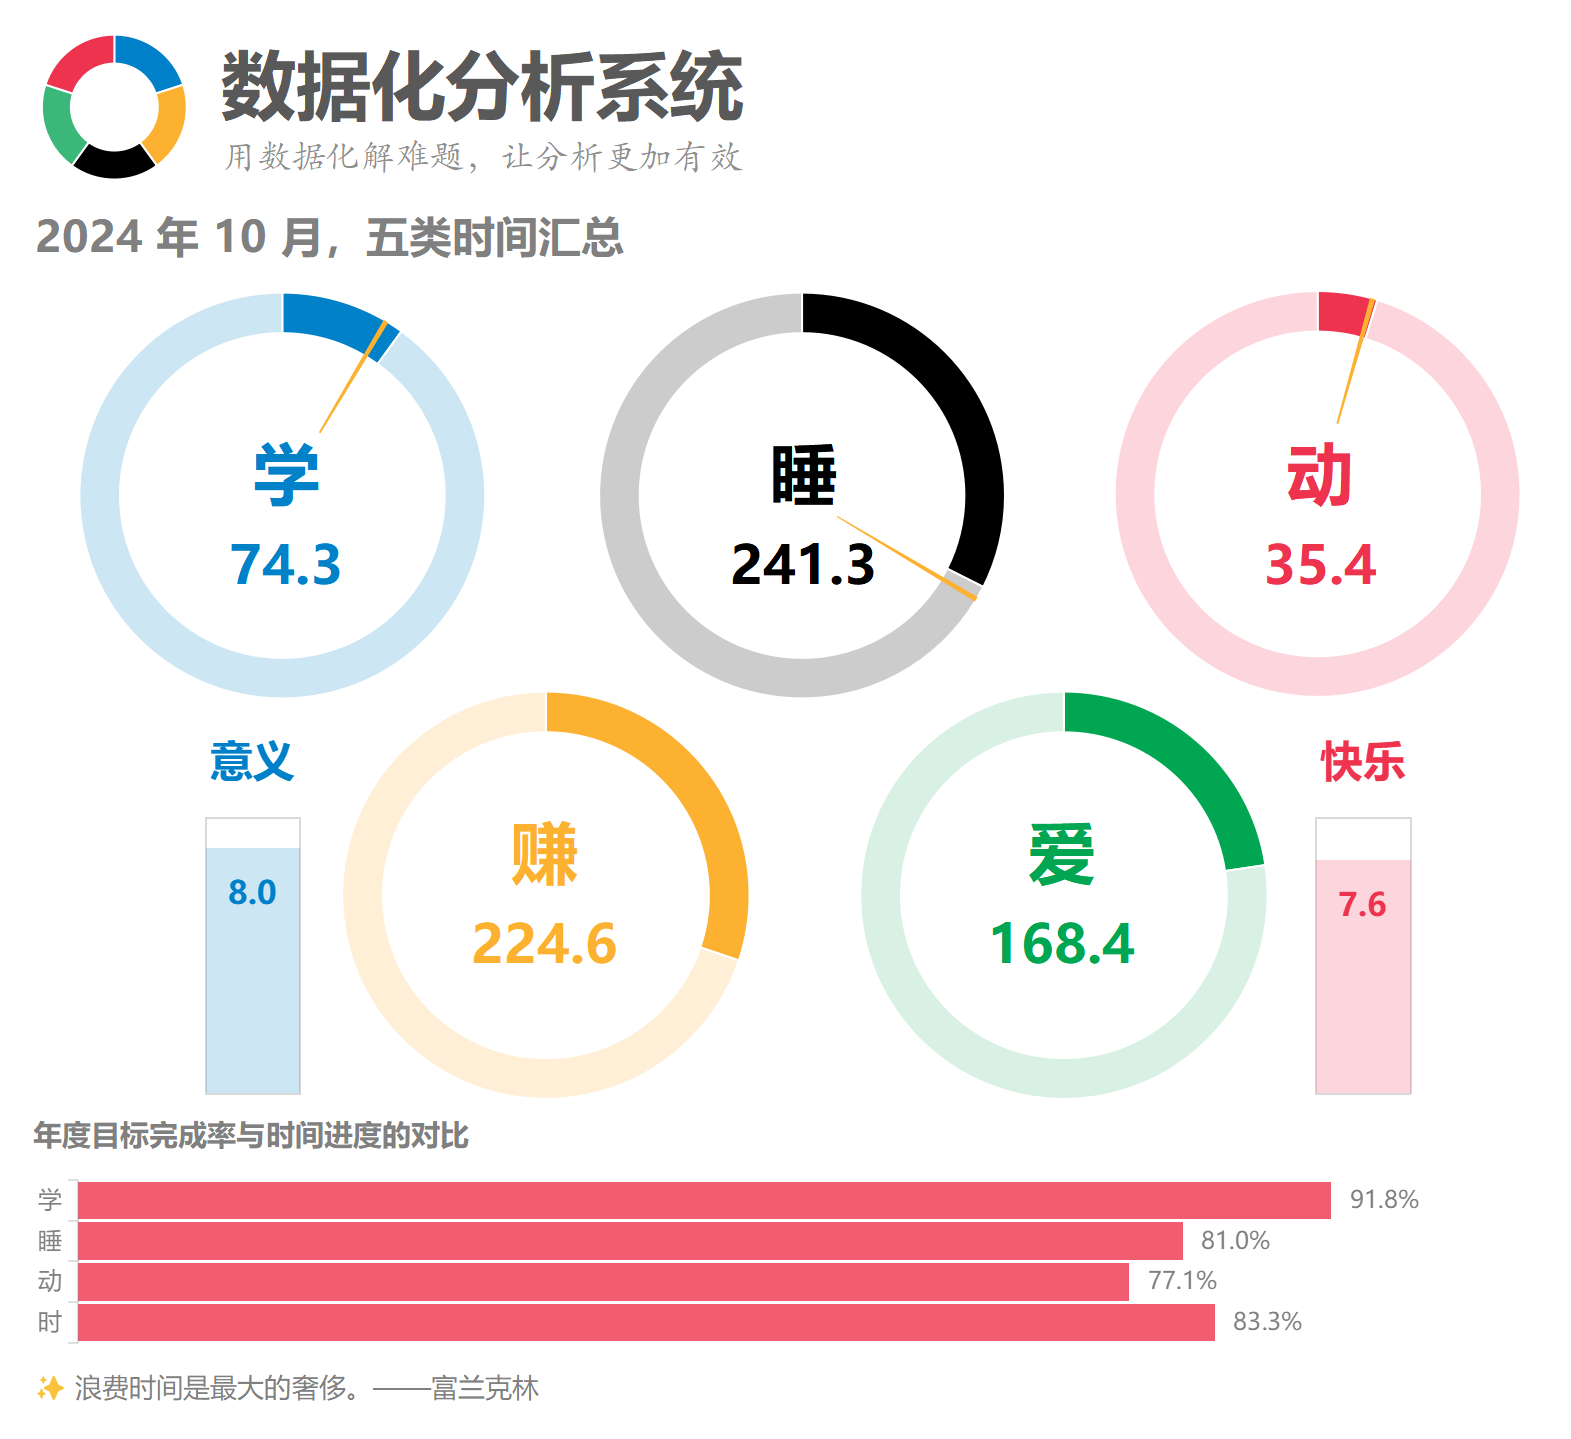 数据化分析系统
用数据化解难题，让分析更加有效
2024 年 10 月，五类时间汇总
学
74.3
睡
241.3
动
35.4
意义
8.0
赚
224.6
爱
168.4
快乐
7.6
年度目标完成率与时间进度的对比
学 91.8%
睡 81.0%
动 77.1%
时 83.3%
✨ 浪费时间是最大的奢侈。——富兰克林